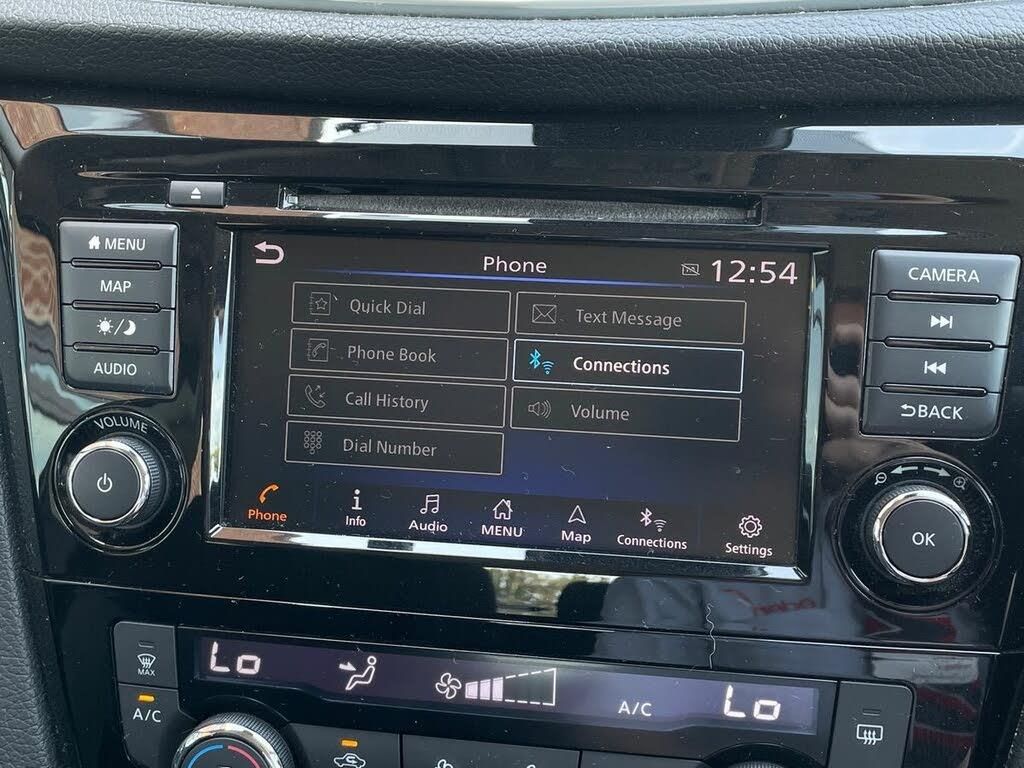 MENU
MAP
AUDIO
VOLUME
Phone
12:54
Quick Dial
Text Message
Phone Book
Connections
Call History
Volume
Dial Number
Phone
Info
Audio
MENU
Map
Connections
Settings
CAMERA
BACK
OK
MAX
A/C
Lo
A/C
Lo